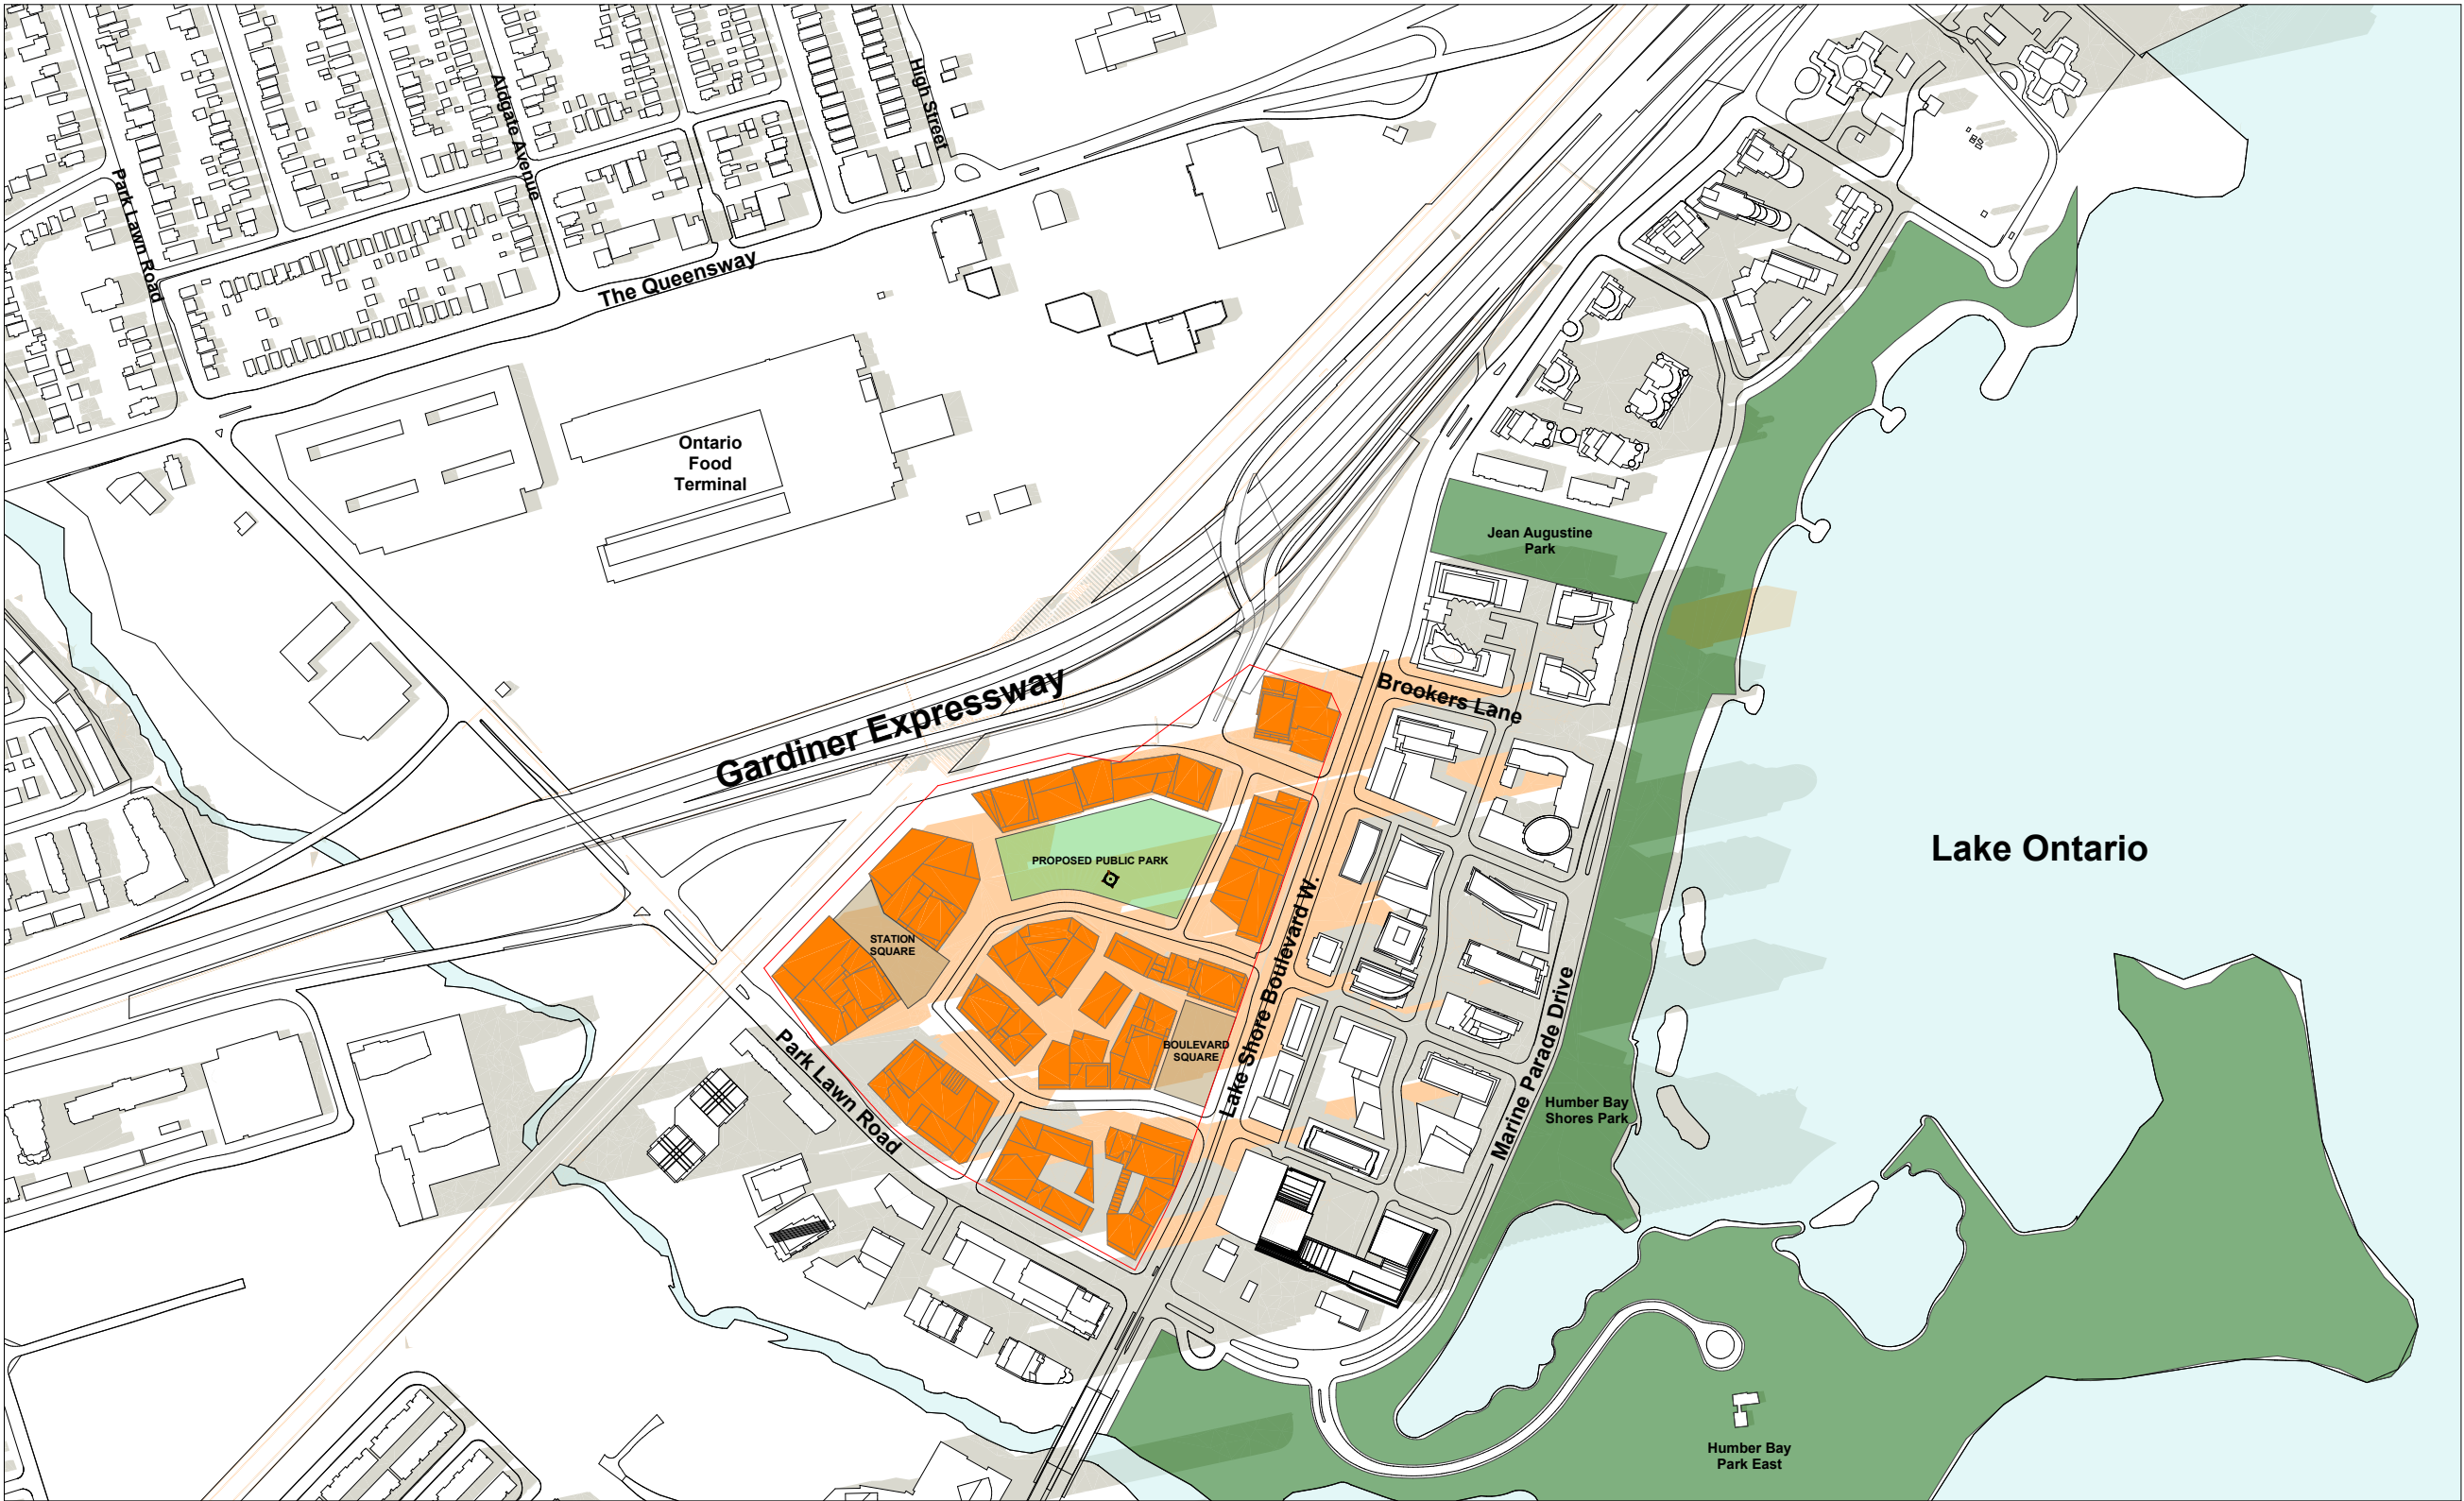 High Street
Aldgate Avenue
Park Lawn Road
The Queensway
Ontario
Food
Terminal
Jean Augustine
Park
Gardiner Expressway
Brookers Lane
Lake Ontario
PROPOSED PUBLIC PARK
STATION
SQUARE
Lake Shore Boulevard W.
BOULEVARD
SQUARE
Park Lawn Road
Marine Parade Drive
Humber Bay
Shores Park
Humber Bay
Park East